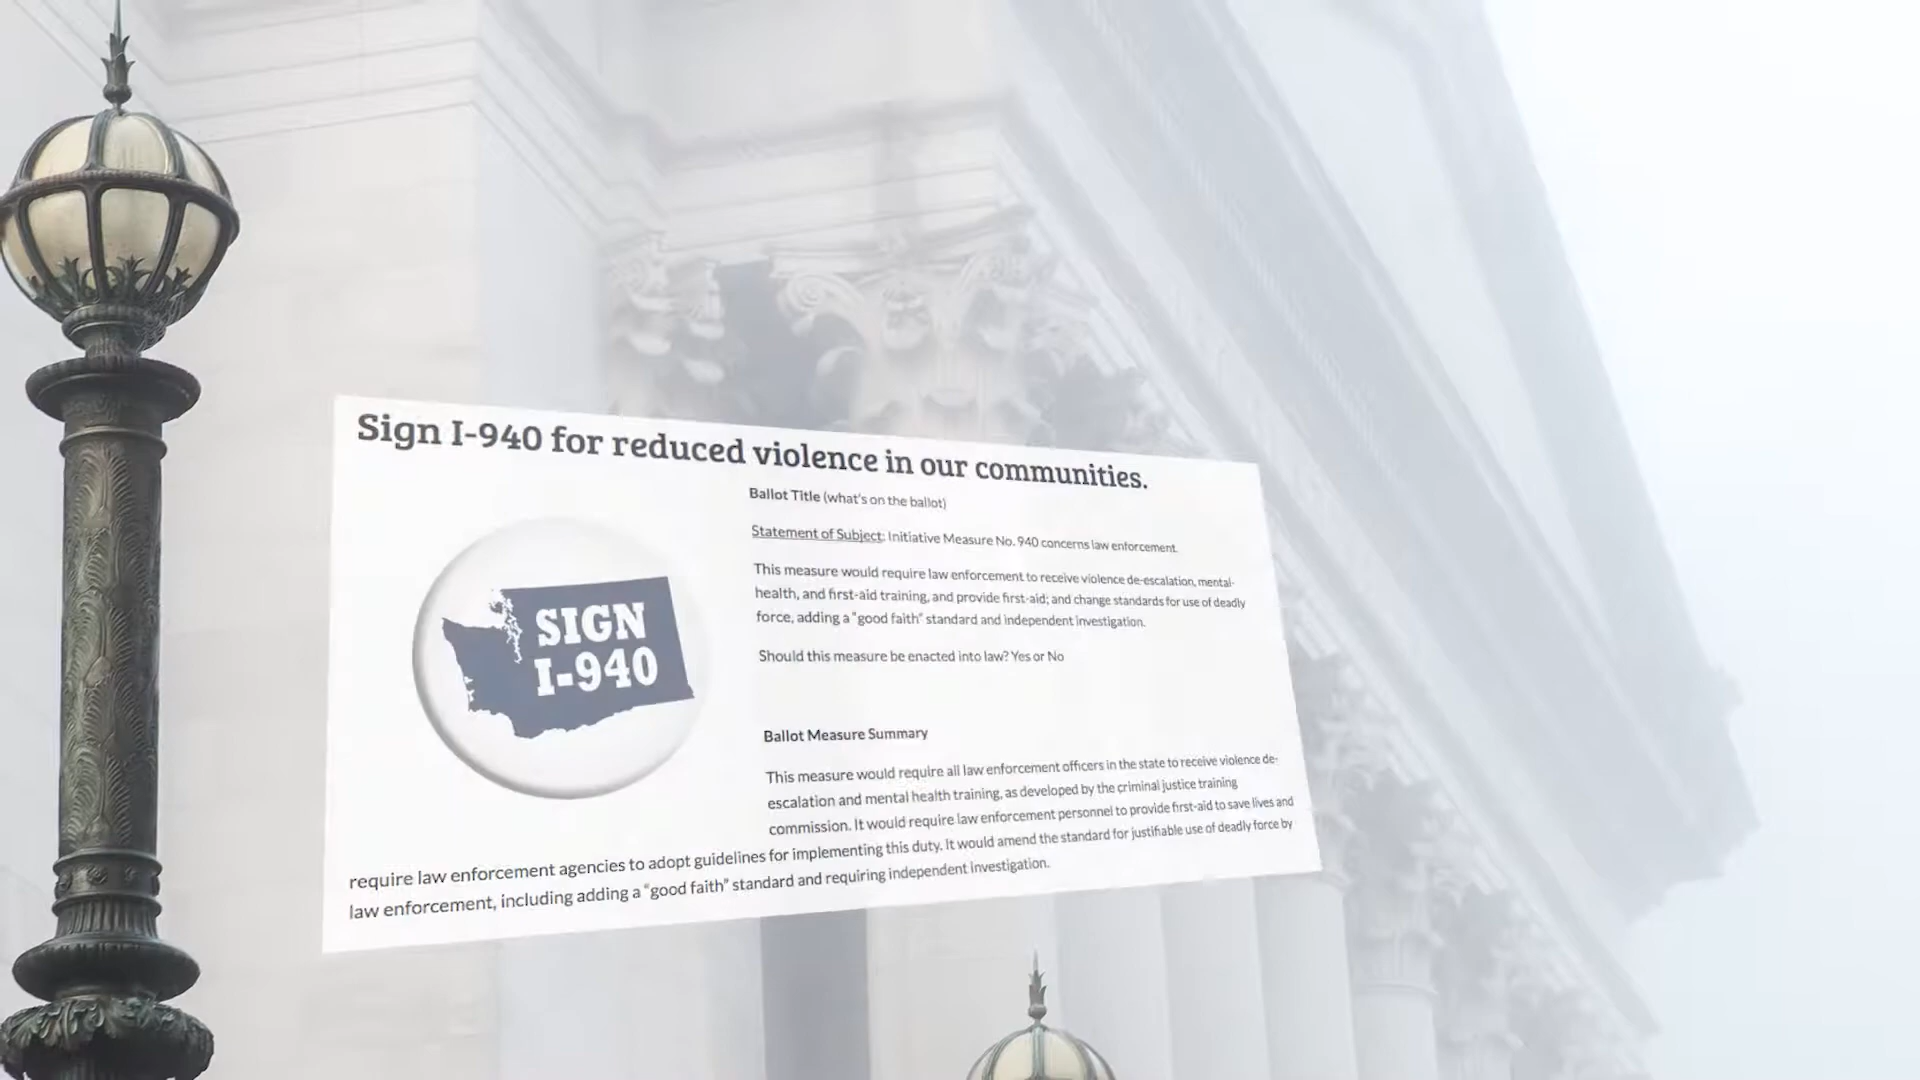 Sign I-940 for reduced violence in our communities.
Ballot Title (what's on the ballot)
Statement of Subject: Initiative Measure No. 940 concerns law enforcement.
This measure would require law enforcement to receive violence de-escalation, mental-
health, and first-aid training, and provide first-aid; and change standards for use of deadly
force, adding a "good faith" standard and independent investigation.
Should this measure be enacted into law? Yes or No
SIGN
I-940
Ballot Measure Summary
This measure would require all law enforcement officers in the state to receive violence de-
escalation and mental health training, as developed by the criminal justice training
commission. It would require law enforcement personnel to provide first-aid to save lives and
require law enforcement agencies to adopt guidelines for implementing this duty. It would amend the standard for justifiable use of deadly force by
law enforcement, including adding a "good faith" standard and requiring independent investigation.